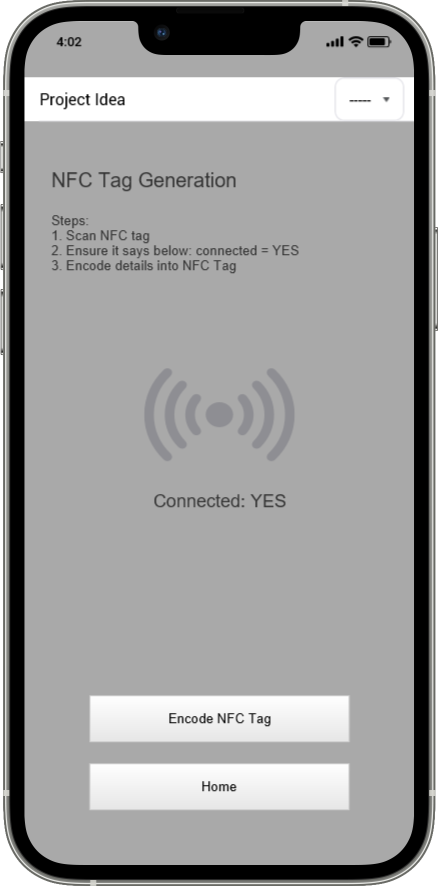 4:02
Project Idea
-----
NFC Tag Generation
Steps:
1. Scan NFC tag
2. Ensure it says below: connected = YES
3. Encode details into NFC Tag
Connected: YES
Encode NFC Tag
Home